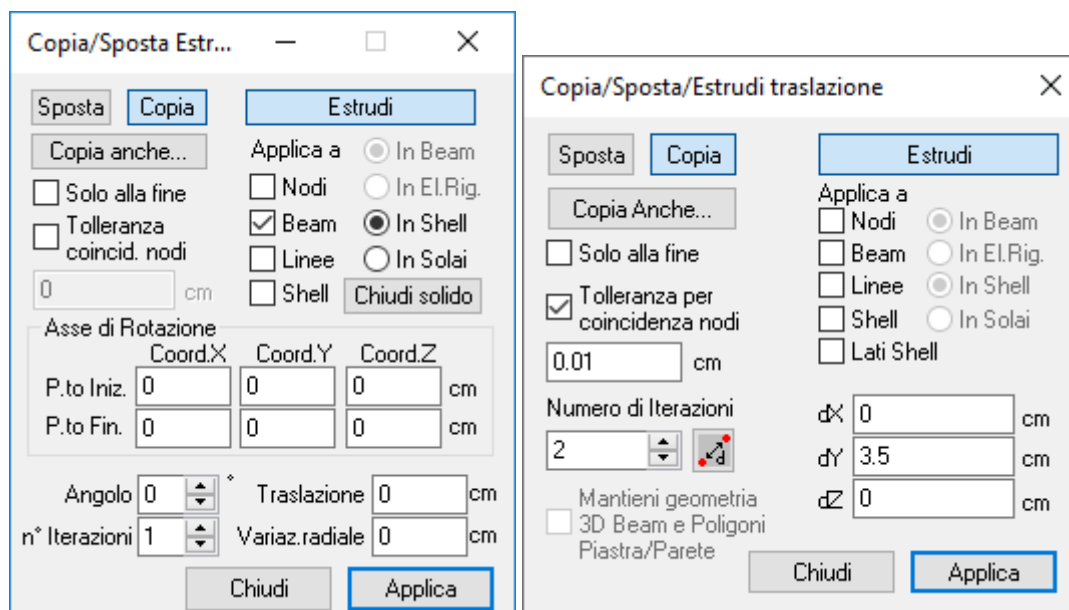 Copia/Sposta Estr...
Sposta Copia Estrudi
Copia anche... Applica a In Beam
Solo alla fine Nodi In El.Rig.
Tolleranza Beam In Shell
coincid. nodi Linee In Solai
0 cm Shell Chiudi solido
Asse di Rotazione
Coord.X Coord.Y Coord.Z
P.to Iniz. 0 0 0 cm
P.to Fin. 0 0 0 cm
Angolo 0 ° Traslazione 0 cm
n° Iterazioni 1 Variaz.radiale 0 cm
Chiudi Applica
Copia/Sposta/Estrudi traslazione
Sposta Copia Estrudi
Copia Anche... Applica a
Nodi In Beam
Solo alla fine Beam In El.Rig.
Linee In Shell
Tolleranza per Shell In Solai
coincidenza nodi Lati Shell
0.01 cm
Numero di Iterazioni dX 0 cm
2 d dY 3.5 cm
Mantieni geometria dZ 0 cm
3D Beam e Poligoni
Piastra/Parete
Chiudi Applica